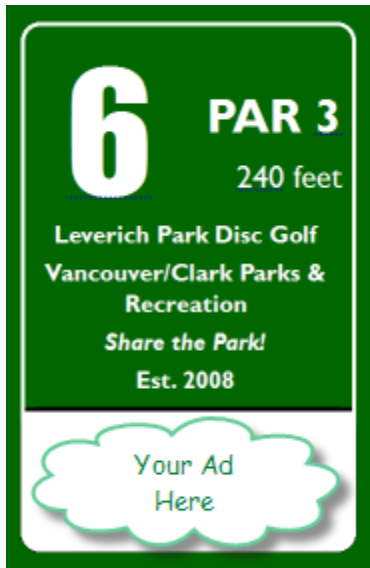 6
PAR 3
240 feet
Leverich Park Disc Golf
Vancouver/Clark Parks &
Recreation
Share the Park!
Est. 2008
Your Ad
Here